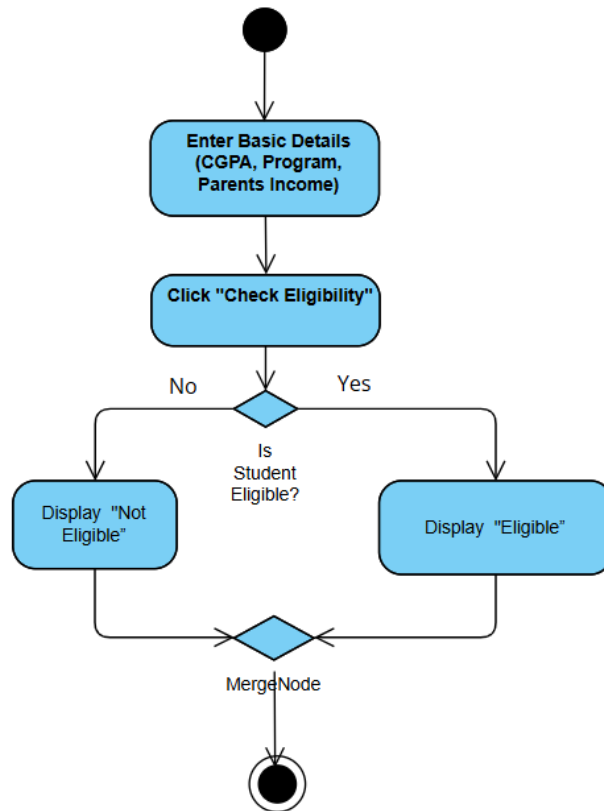 Enter Basic Details
(CGPA, Program,
Parents Income)
Click "Check Eligibility"
No
Yes
Is
Student
Eligible?
Display "Not
Eligible”
Display "Eligible”
MergeNode